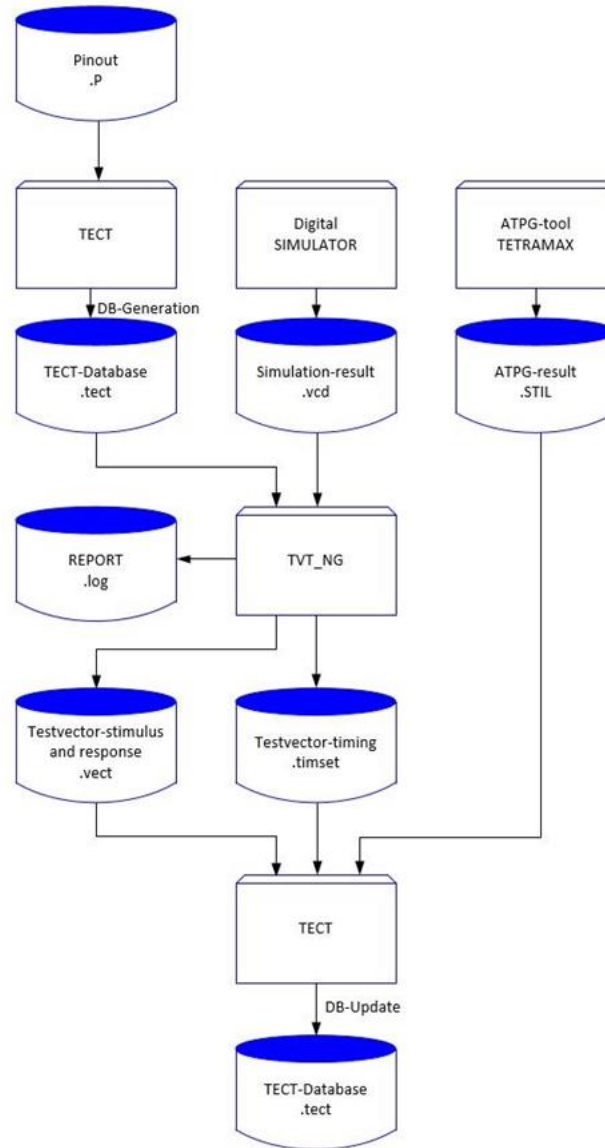 Pinout
.P
TECT
Digital
SIMULATOR
ATPG-tool
TETRAMAX
DB-Generation
TECT-Database
.tect
Simulation-result
.vcd
ATPG-result
.STIL
REPORT
.log
TVT_NG
Testvector-stimulus
and response
.vect
Testvector-timing
.timset
TECT
DB-Update
TECT-Database
.tect